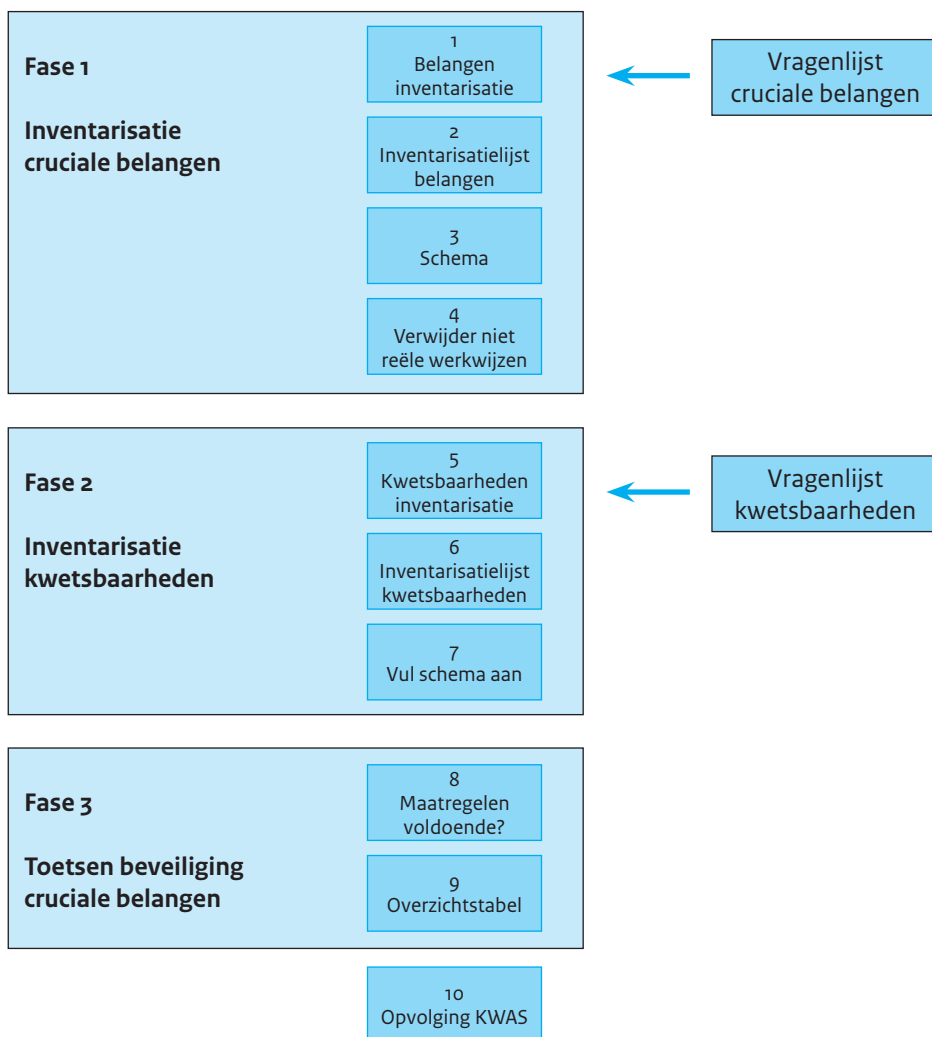 Fase 1
Inventarisatie
cruciale belangen
1
Belangen
inventarisatie
2
Inventarisatielijst
belangen
3
Schema
4
Verwijder niet
reële werkwijzen
Vragenlijst
cruciale belangen
Fase 2
Inventarisatie
kwetsbaarheden
5
Kwetsbaarheden
inventarisatie
6
Inventarisatielijst
kwetsbaarheden
7
Vul schema aan
Vragenlijst
kwetsbaarheden
Fase 3
Toetsen beveiliging
cruciale belangen
8
Maatregelen
voldoende?
9
Overzichtstabel
10
Opvolging KWAS